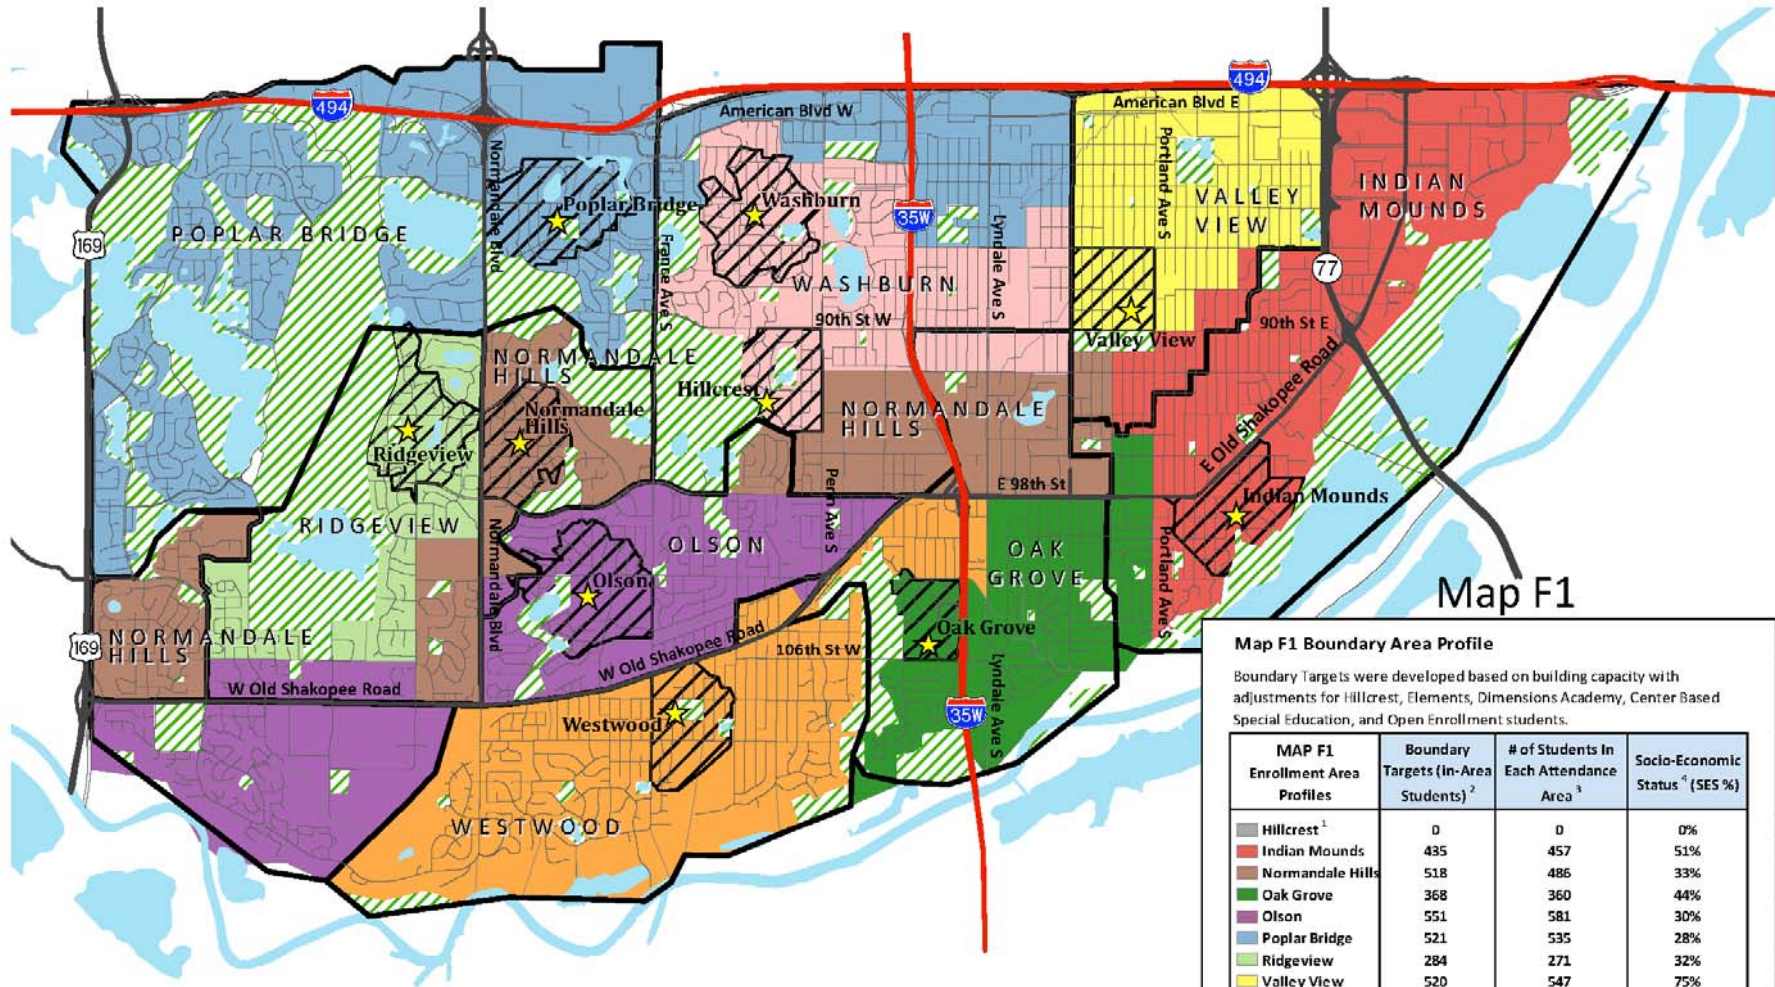 494
494
American Blvd W
American Blvd E
Normandale Blvd
Poplar Bridge
Washburn
Portland Ave S
VALLEY
VIEW
INDIAN
MOUNDS
35W
169
POPLAR BRIDGE
France Ave S
Lyndale Ave S
77
WASHBURN
90th St W
90th St E
Valley View
NORMANDALE
HILLS
Hillcrest
Normandale
Hills
NORMANDALE
HILLS
Ridgeview
E Old Shakopee Road
E 98th St
Indian Mounds
RIDGEVIEW
Normandale Blvd
OLSON
Penn Ave S
OAK
GROVE
Portland Ave S
Olson
Map F1
NORMANDALE
HILLS
169
Oak Grove
106th St W
W Old Shakopee Road
W Old Shakopee Road
Lyndale Ave S
Westwood
35W
WESTWOOD
Map F1 Boundary Area Profile
Boundary Targets were developed based on building capacity with
adjustments for Hillcrest, Elements, Dimensions Academy, Center Based
Special Education, and Open Enrollment students.
MAP F1 Enrollment Area Profiles Boundary Targets (in-Area Students) 2 # of Students In Each Attendance Area 3 Socio-Economic Status 4 (SES %)
Hillcrest 1 0 0 0%
Indian Mounds 435 457 51%
Normandale Hills 518 486 33%
Oak Grove 368 360 44%
Olson 551 581 30%
Poplar Bridge 521 535 28%
Ridgeview 284 271 32%
Valley View 520 547 75%